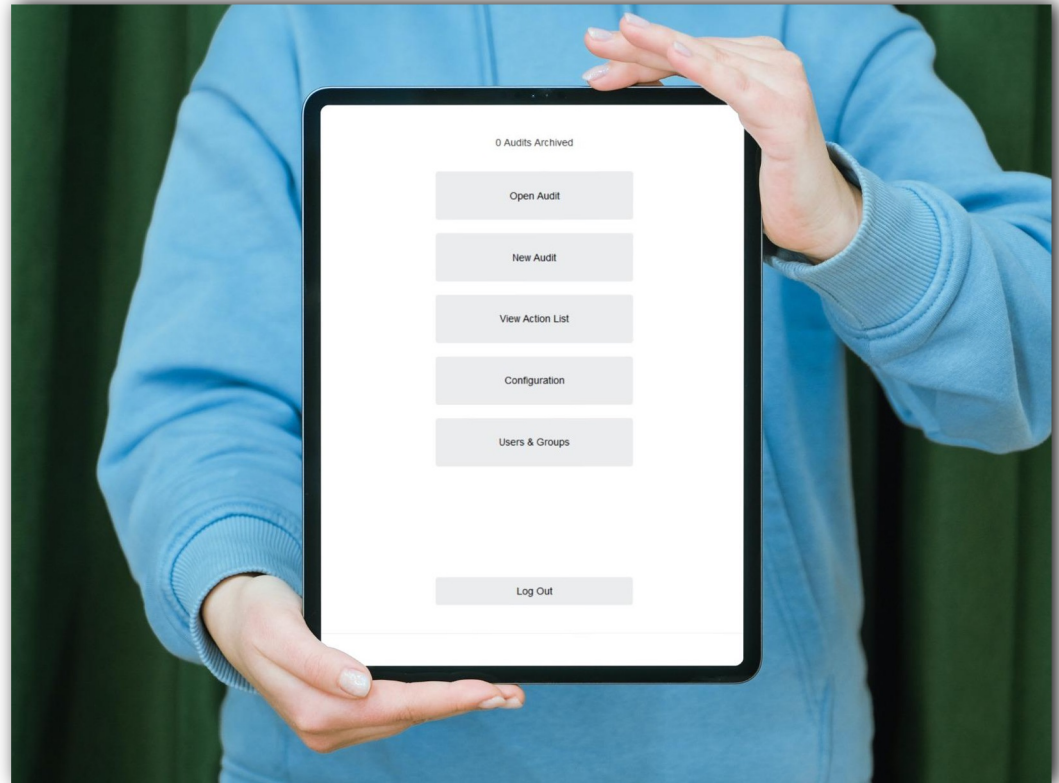 0 Audits Archived
Open Audit
New Audit
View Action List
Configuration
Users & Groups
Log Out